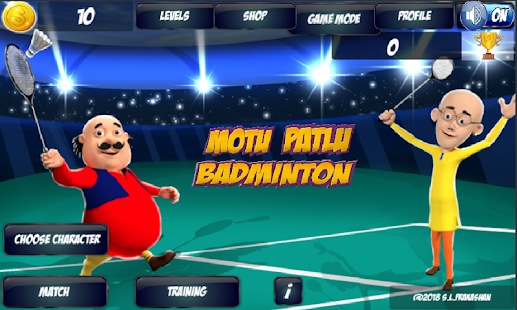 10
LEVELS
SHOP
GAME MODE
PROFILE
ON
0
MOTU PATLU
BADMINTON
CHOOSE CHARACTER
MATCH
TRAINING
i
@2018 S.L.PRAKASHAN